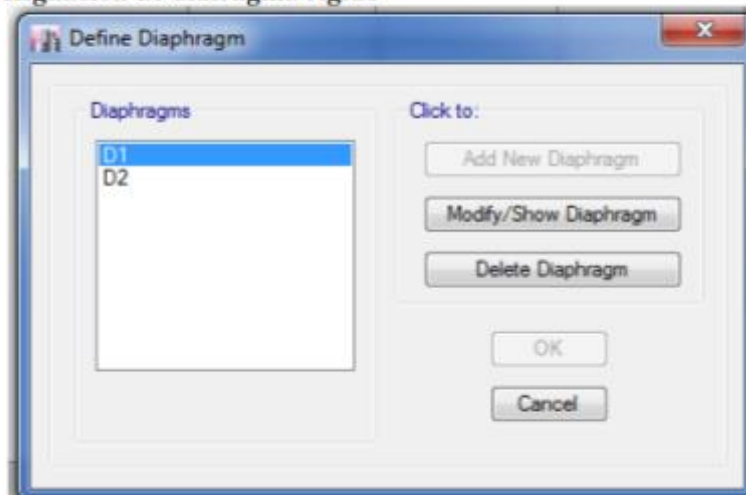 Define Diaphragm
Diaphragms
D1
D2
Click to:
Add New Diaphragm
Modify/Show Diaphragm
Delete Diaphragm
OK
Cancel